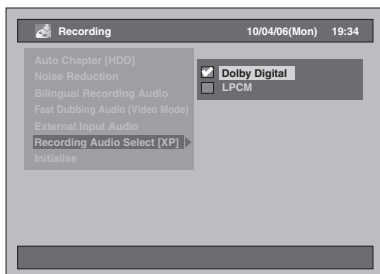 Recording 10/04/06(Mon) 19:34
Auto Chapter [HDD]
Noise Reduction
Bilingual Recording Audio
Fast Dubbing Audio (Video Mode)
External Input Audio
Recording Audio Select [XP]
Initialise
Dolby Digital
LPCM